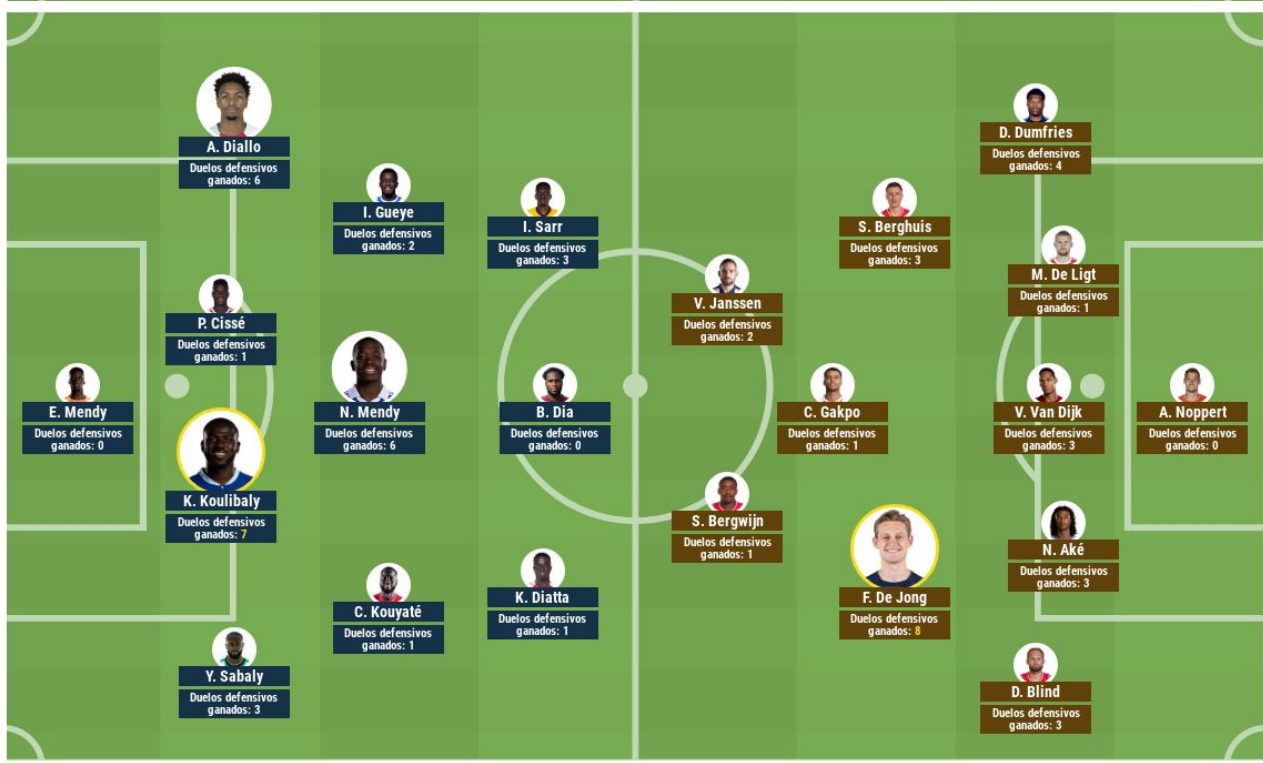 A. Diallo
Duelos defensivos
ganados: 6
I. Gueye
Duelos defensivos
ganados: 2
I. Sarr
Duelos defensivos
ganados: 3
P. Cissé
Duelos defensivos
ganados: 1
E. Mendy
Duelos defensivos
ganados: 0
N. Mendy
Duelos defensivos
ganados: 6
B. Dia
Duelos defensivos
ganados: 0
K. Koulibaly
Duelos defensivos
ganados: 7
C. Kouyaté
Duelos defensivos
ganados: 1
K. Diatta
Duelos defensivos
ganados: 1
Y. Sabaly
Duelos defensivos
ganados: 3
D. Dumfries
Duelos defensivos
ganados: 4
S. Berghuis
Duelos defensivos
ganados: 3
M. De Ligt
Duelos defensivos
ganados: 1
V. Janssen
Duelos defensivos
ganados: 2
C. Gakpo
Duelos defensivos
ganados: 1
V. Van Dijk
Duelos defensivos
ganados: 3
A. Noppert
Duelos defensivos
ganados: 0
S. Bergwijn
Duelos defensivos
ganados: 1
N. Aké
Duelos defensivos
ganados: 3
F. De Jong
Duelos defensivos
ganados: 8
D. Blind
Duelos defensivos
ganados: 3